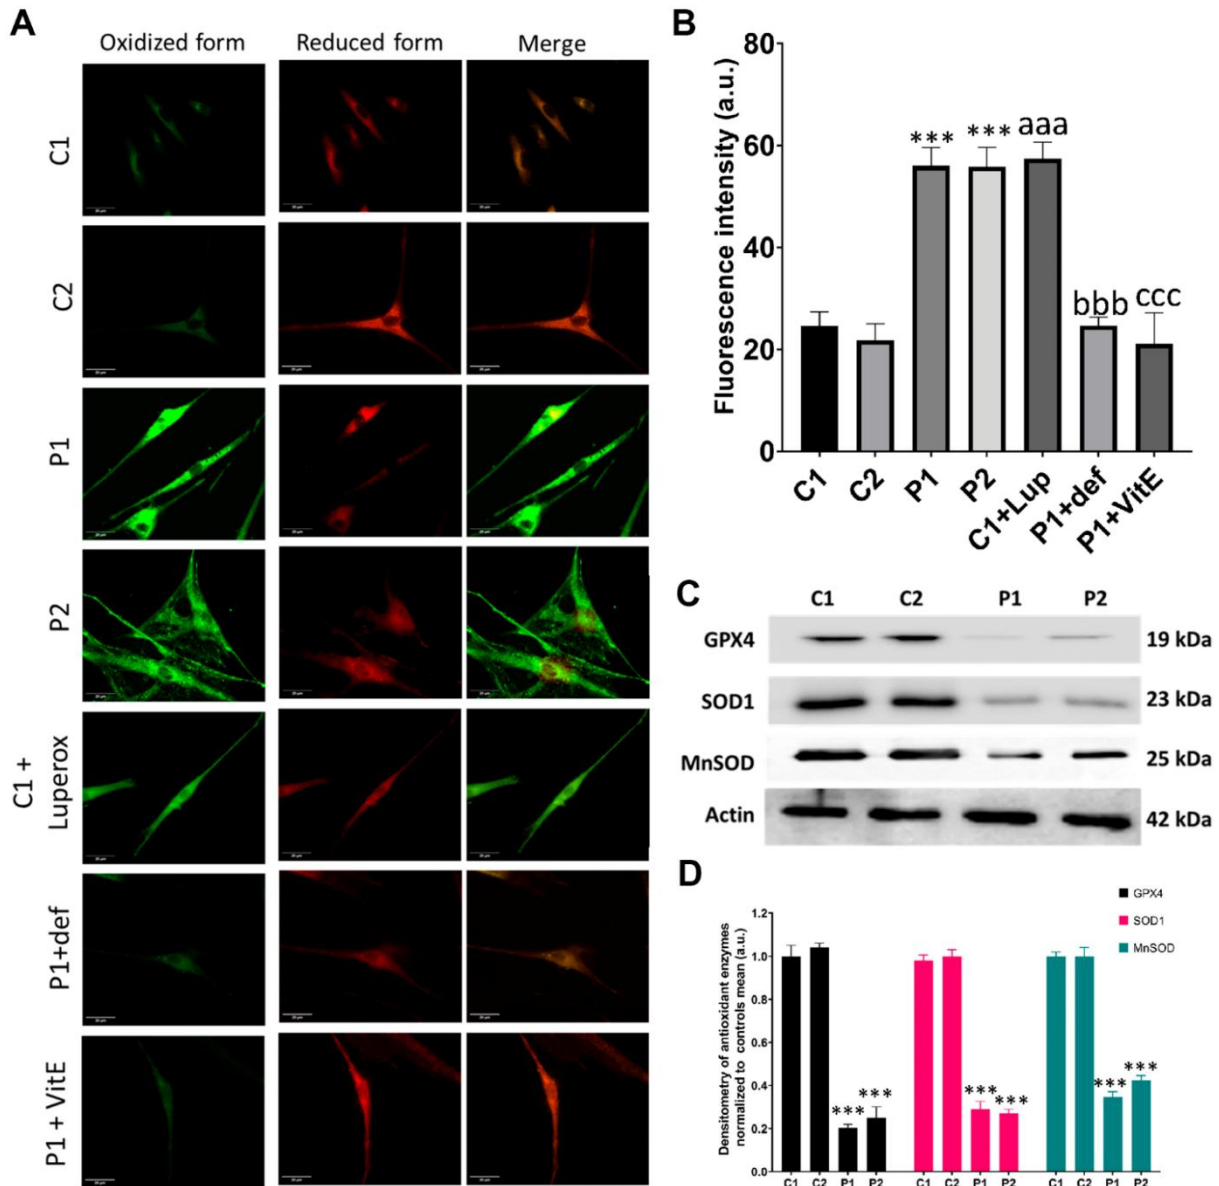 A
Oxidized form Reduced form Merge
C1
C2
P1
P2
C1 +
Luperox
P1+def
P1 + VitE
B
Fluorescence intensity (a.u.)
80
60
40
20
0
*** *** aaa bbb ccc
C1 C2 P1 P2 C1+Lup P1+def P1+VitE
C
C1 C2 P1 P2
GPX4 19 kDa
SOD1 23 kDa
MnSOD 25 kDa
Actin 42 kDa
D
GPX4
SOD1
MnSOD
Densitometry of antioxidant enzymes
normalized to controls mean (a.u.)
1.2
1.0
0.8
0.6
0.4
0.2
0.0
*** *** *** *** *** ***
C1 C2 P1 P2 C1 C2 P1 P2 C1 C2 P1 P2